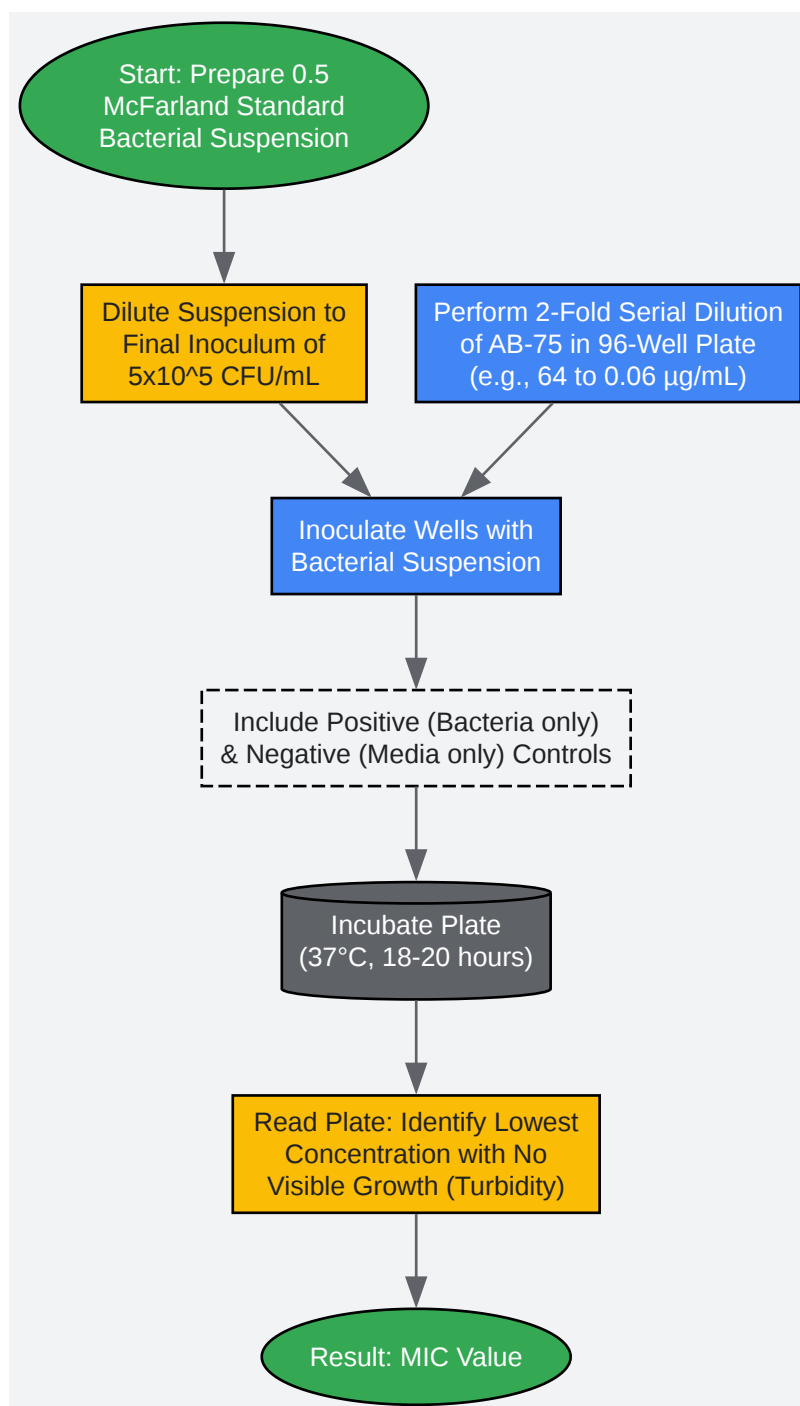 Start: Prepare 0.5
McFarland Standard
Bacterial Suspension
Dilute Suspension to
Final Inoculum of
5x10^5 CFU/mL
Perform 2-Fold Serial Dilution
of AB-75 in 96-Well Plate
(e.g., 64 to 0.06 µg/mL)
Inoculate Wells with
Bacterial Suspension
Include Positive (Bacteria only)
& Negative (Media only) Controls
Incubate Plate
(37°C, 18-20 hours)
Read Plate: Identify Lowest
Concentration with No
Visible Growth (Turbidity)
Result: MIC Value